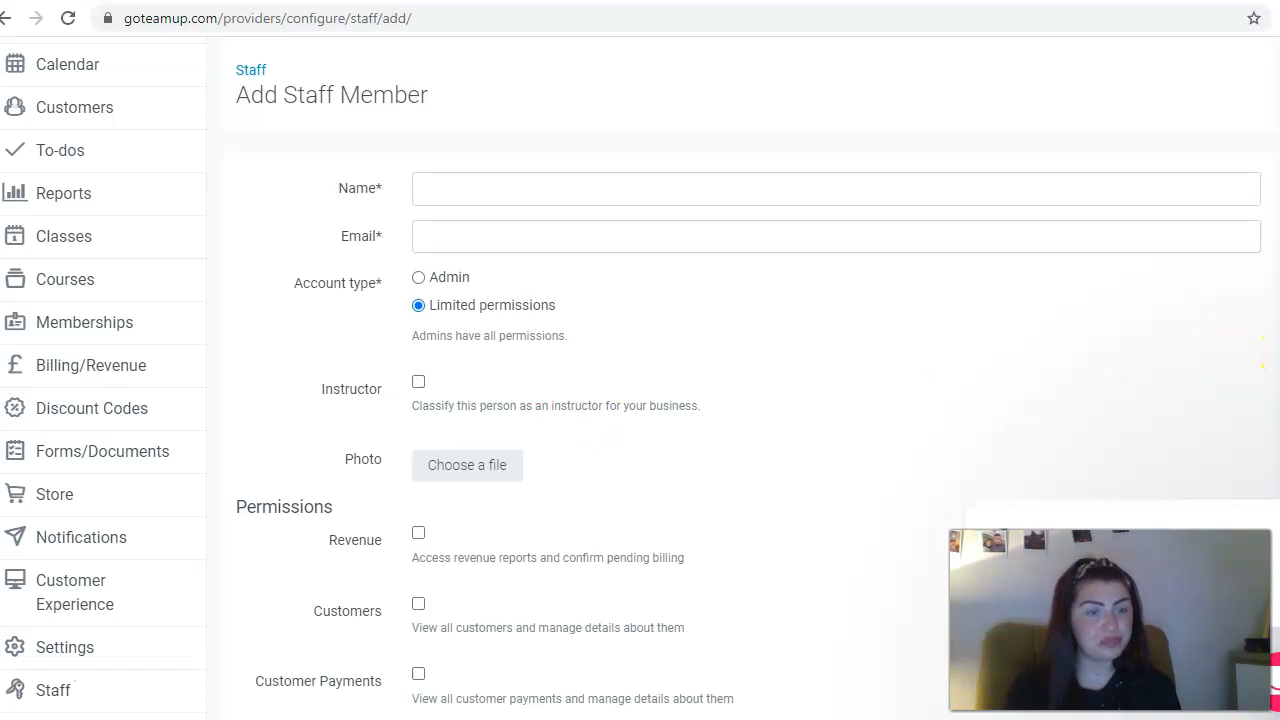 goteamup.com/providers/configure/staff/add/
Calendar
Customers
To-dos
Reports
Classes
Courses
Memberships
Billing/Revenue
Discount Codes
Forms/Documents
Store
Notifications
Customer
Experience
Settings
Staff
Staff
Add Staff Member
Name*
Email*
Account type*
Admin
Limited permissions
Admins have all permissions.
Instructor
Classify this person as an instructor for your business.
Photo
Choose a file
Permissions
Revenue
Access revenue reports and confirm pending billing
Customers
View all customers and manage details about them
Customer Payments
View all customer payments and manage details about them